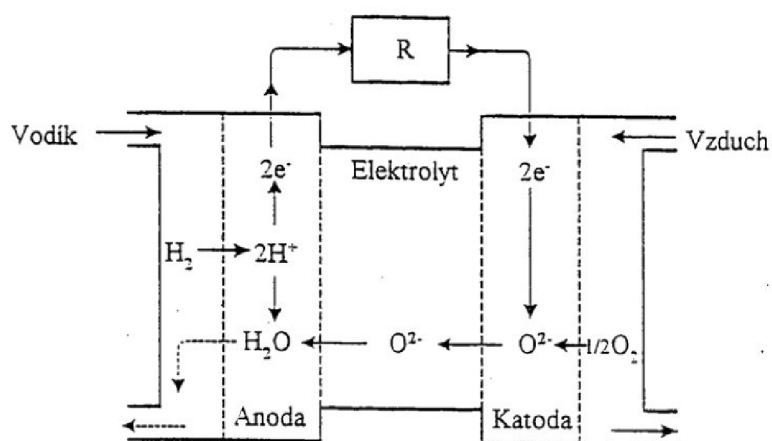 R
Vodík
Vzduch
2e⁻
Elektrolyt
2e⁻
H₂
2H⁺
H₂O
O²⁻
O²⁻
1/2O₂
Anoda
Katoda